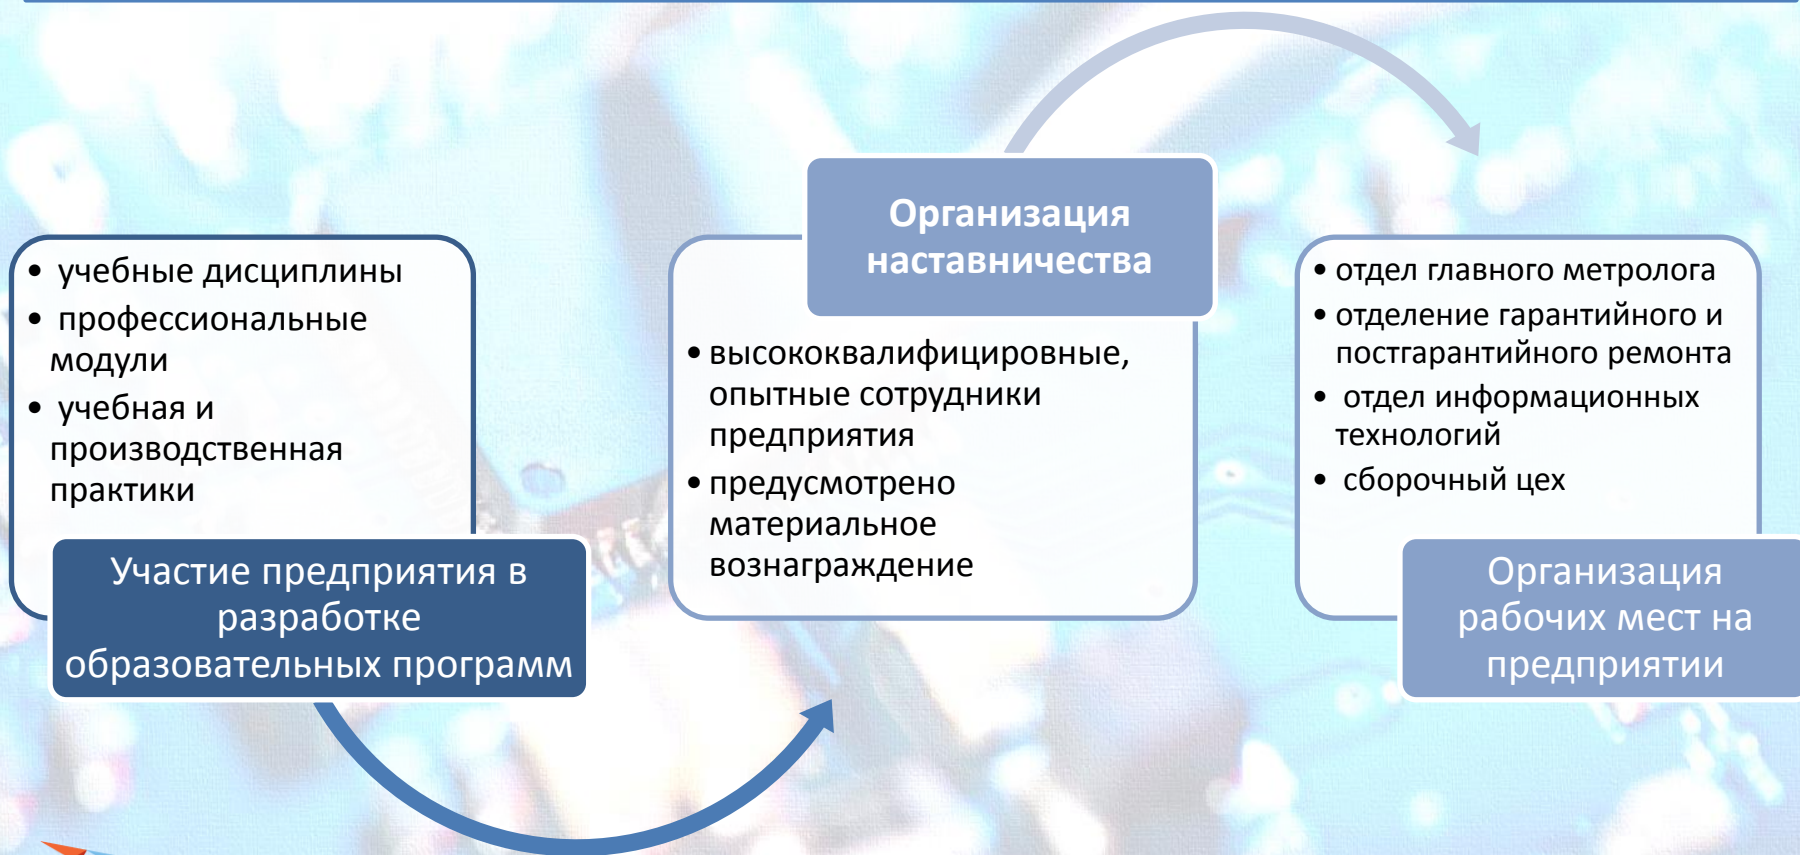 • учебные дисциплины
• профессиональные
модули
• учебная и
производственная
практики
Участие предприятия в
разработке
образовательных программ
Организация
наставничества
• высококвалифицировные,
опытные сотрудники
предприятия
• предусмотрено
материальное
вознаграждение
• отдел главного метролога
• отделение гарантийного и
постгарантийного ремонта
• отдел информационных
технологий
• сборочный цех
Организация
рабочих мест на
предприятии